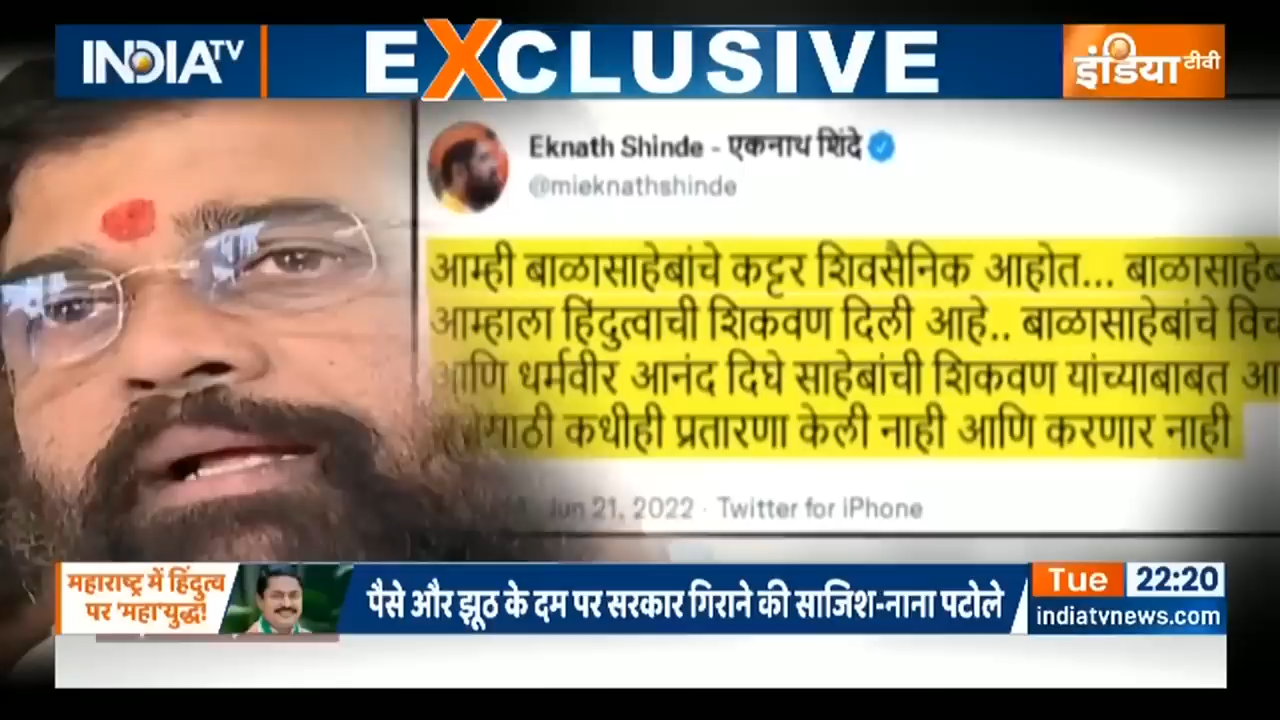 INDIA TV
EXCLUSIVE
इंडिया टीवी
Eknath Shinde - एकनाथ शिंदे
@mieknathshinde
आम्ही बाळासाहेबांचे कट्टर शिवसैनिक आहोत... बाळासाहेब
आम्हाला हिंदुत्वाची शिकवण दिली आहे.. बाळासाहेबांचे
आणि धर्मवीर आनंद दिघे साहेबांची शिकवण यांच्याबाबत
कधीही प्रतारणा केली नाही आणि करणार नाही
Jun 21, 2022 · Twitter for iPhone
महाराष्ट्र में हिंदुत्व
पर 'महा'युद्ध!
पैसे और झूठ के दम पर सरकार गिराने की साजिश-नाना पटोले
Tue 22:20
indiatvnews.com